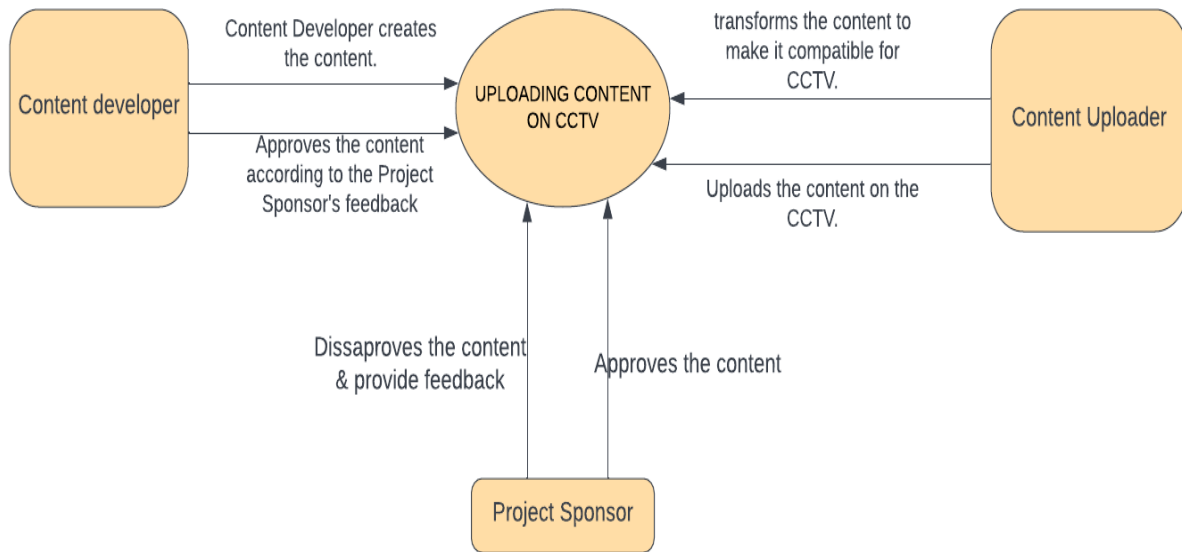 Content developer
Content Developer creates
the content.
Approves the content
according to the Project
Sponsor's feedback
UPLOADING CONTENT
ON CCTV
transforms the content to
make it compatible for
CCTV.
Uploads the content on the
CCTV.
Content Uploader
Dissaproves the content
& provide feedback
Approves the content
Project Sponsor